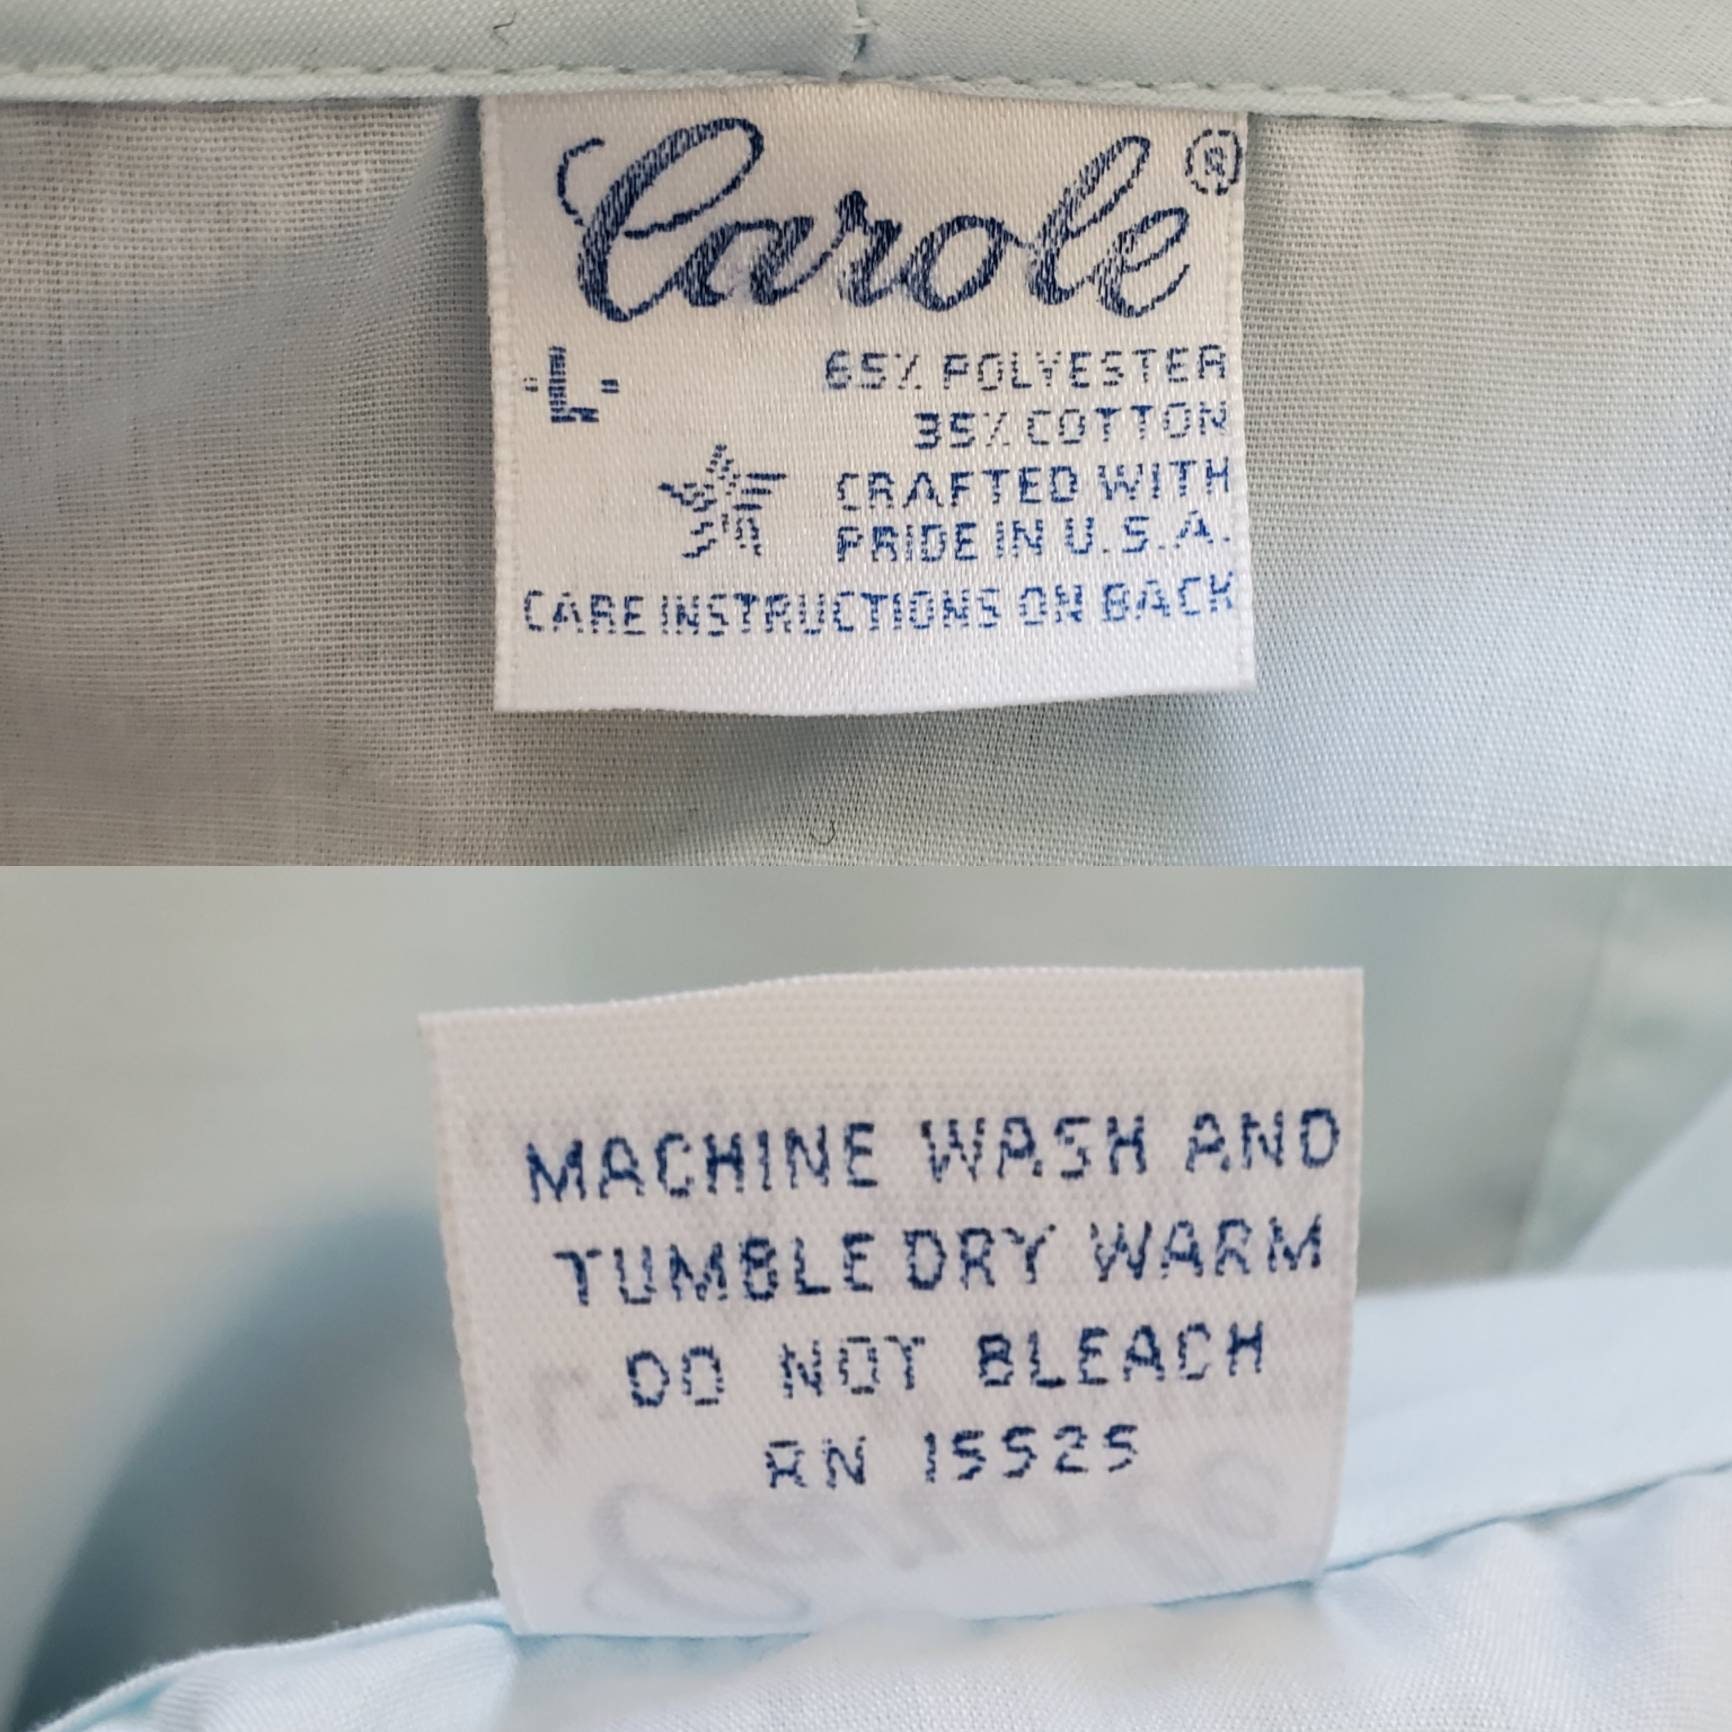 Carole®
-L-
65% POLYESTER
35% COTTON
CRAFTED WITH
PRIDE IN U.S.A.
CARE INSTRUCTIONS ON BACK
MACHINE WASH AND
TUMBLE DRY WARM
DO NOT BLEACH
RN 15525